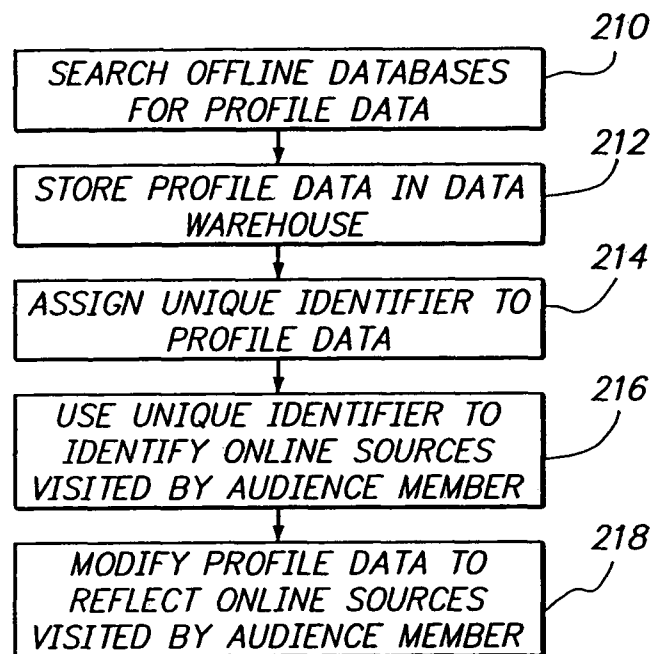 210
SEARCH OFFLINE DATABASES
FOR PROFILE DATA
212
STORE PROFILE DATA IN DATA
WAREHOUSE
214
ASSIGN UNIQUE IDENTIFIER TO
PROFILE DATA
216
USE UNIQUE IDENTIFIER TO
IDENTIFY ONLINE SOURCES
VISITED BY AUDIENCE MEMBER
218
MODIFY PROFILE DATA TO
REFLECT ONLINE SOURCES
VISITED BY AUDIENCE MEMBER